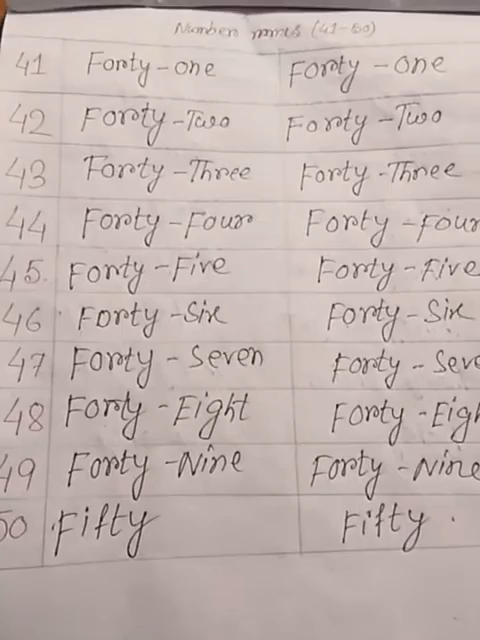 Number names (41-50)
41 Forty-one Forty-one
42 Forty-Two Forty-Two
43 Forty-Three Forty-Three
44 Forty-Four Forty-Four
45. Forty-Five Forty-Five
46 Forty-Six Forty-Six
47 Forty-Seven Forty-Seve
48 Forty-Eight Forty-Eigh
49 Forty-Nine Forty-Nine
50 Fifty Fifty.